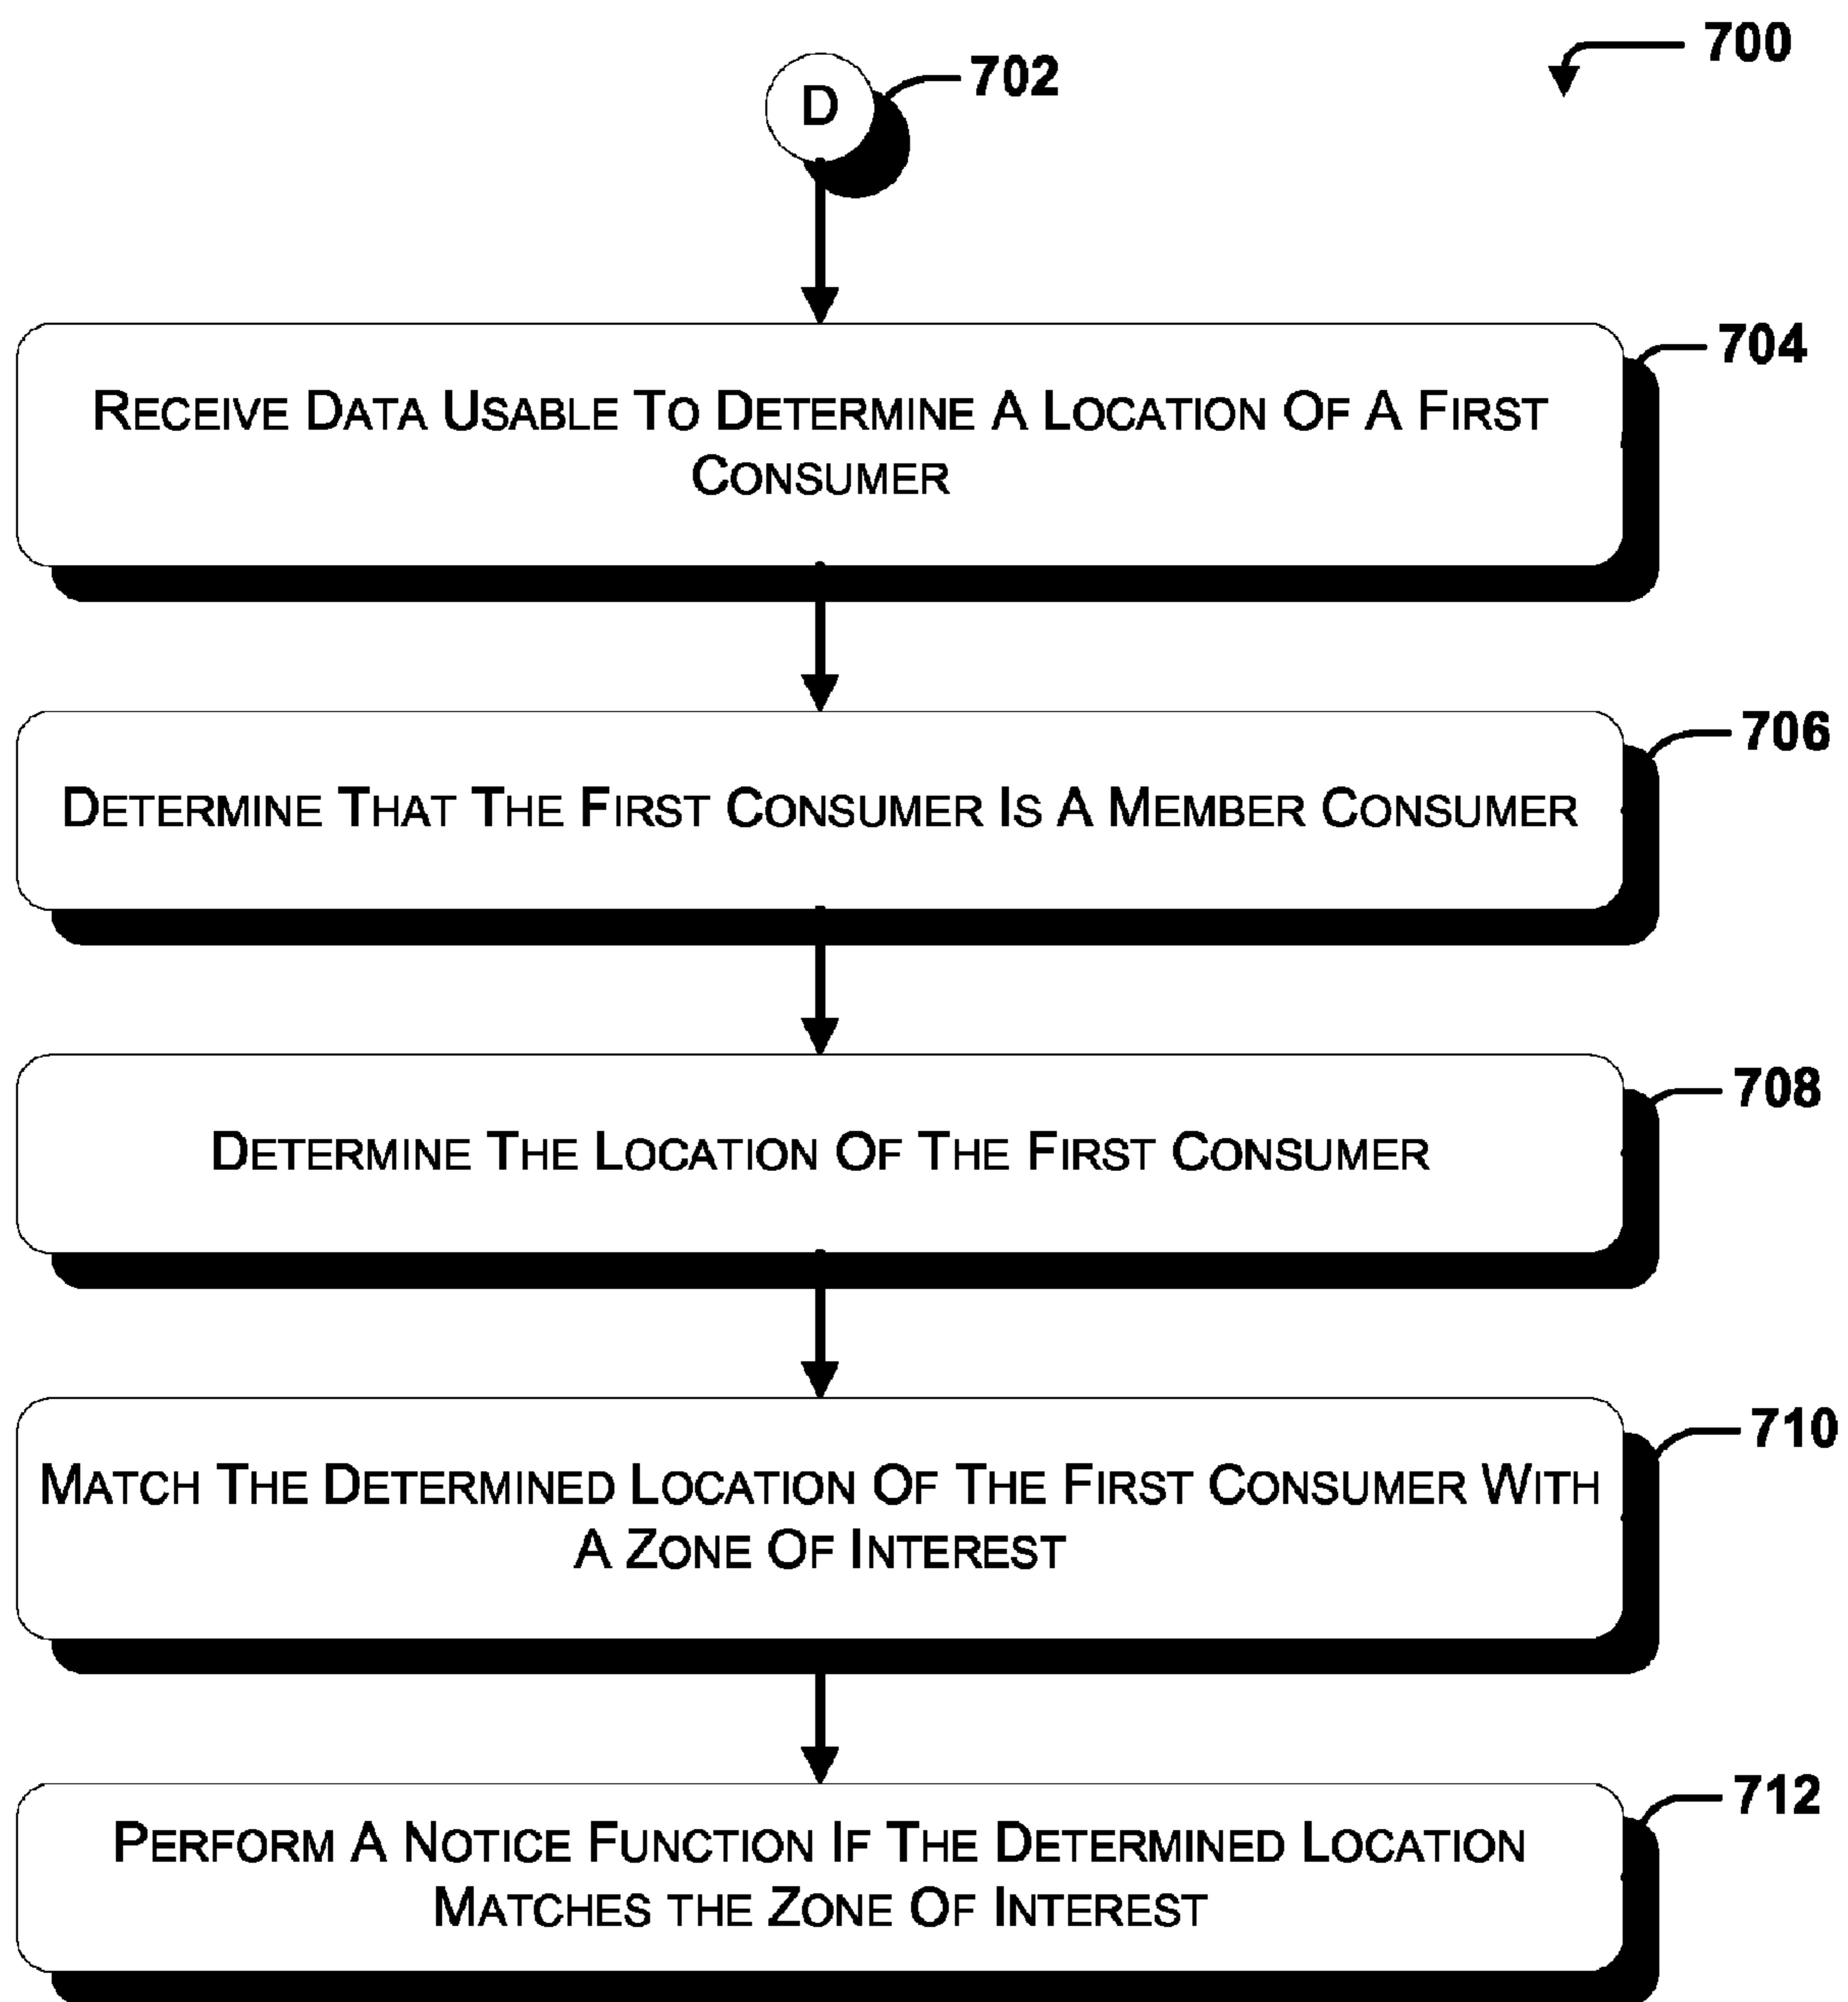 700
D
702
RECEIVE DATA USABLE TO DETERMINE A LOCATION OF A FIRST
CONSUMER
704
DETERMINE THAT THE FIRST CONSUMER IS A MEMBER CONSUMER
706
DETERMINE THE LOCATION OF THE FIRST CONSUMER
708
MATCH THE DETERMINED LOCATION OF THE FIRST CONSUMER WITH
A ZONE OF INTEREST
710
PERFORM A NOTICE FUNCTION IF THE DETERMINED LOCATION
MATCHES THE ZONE OF INTEREST
712